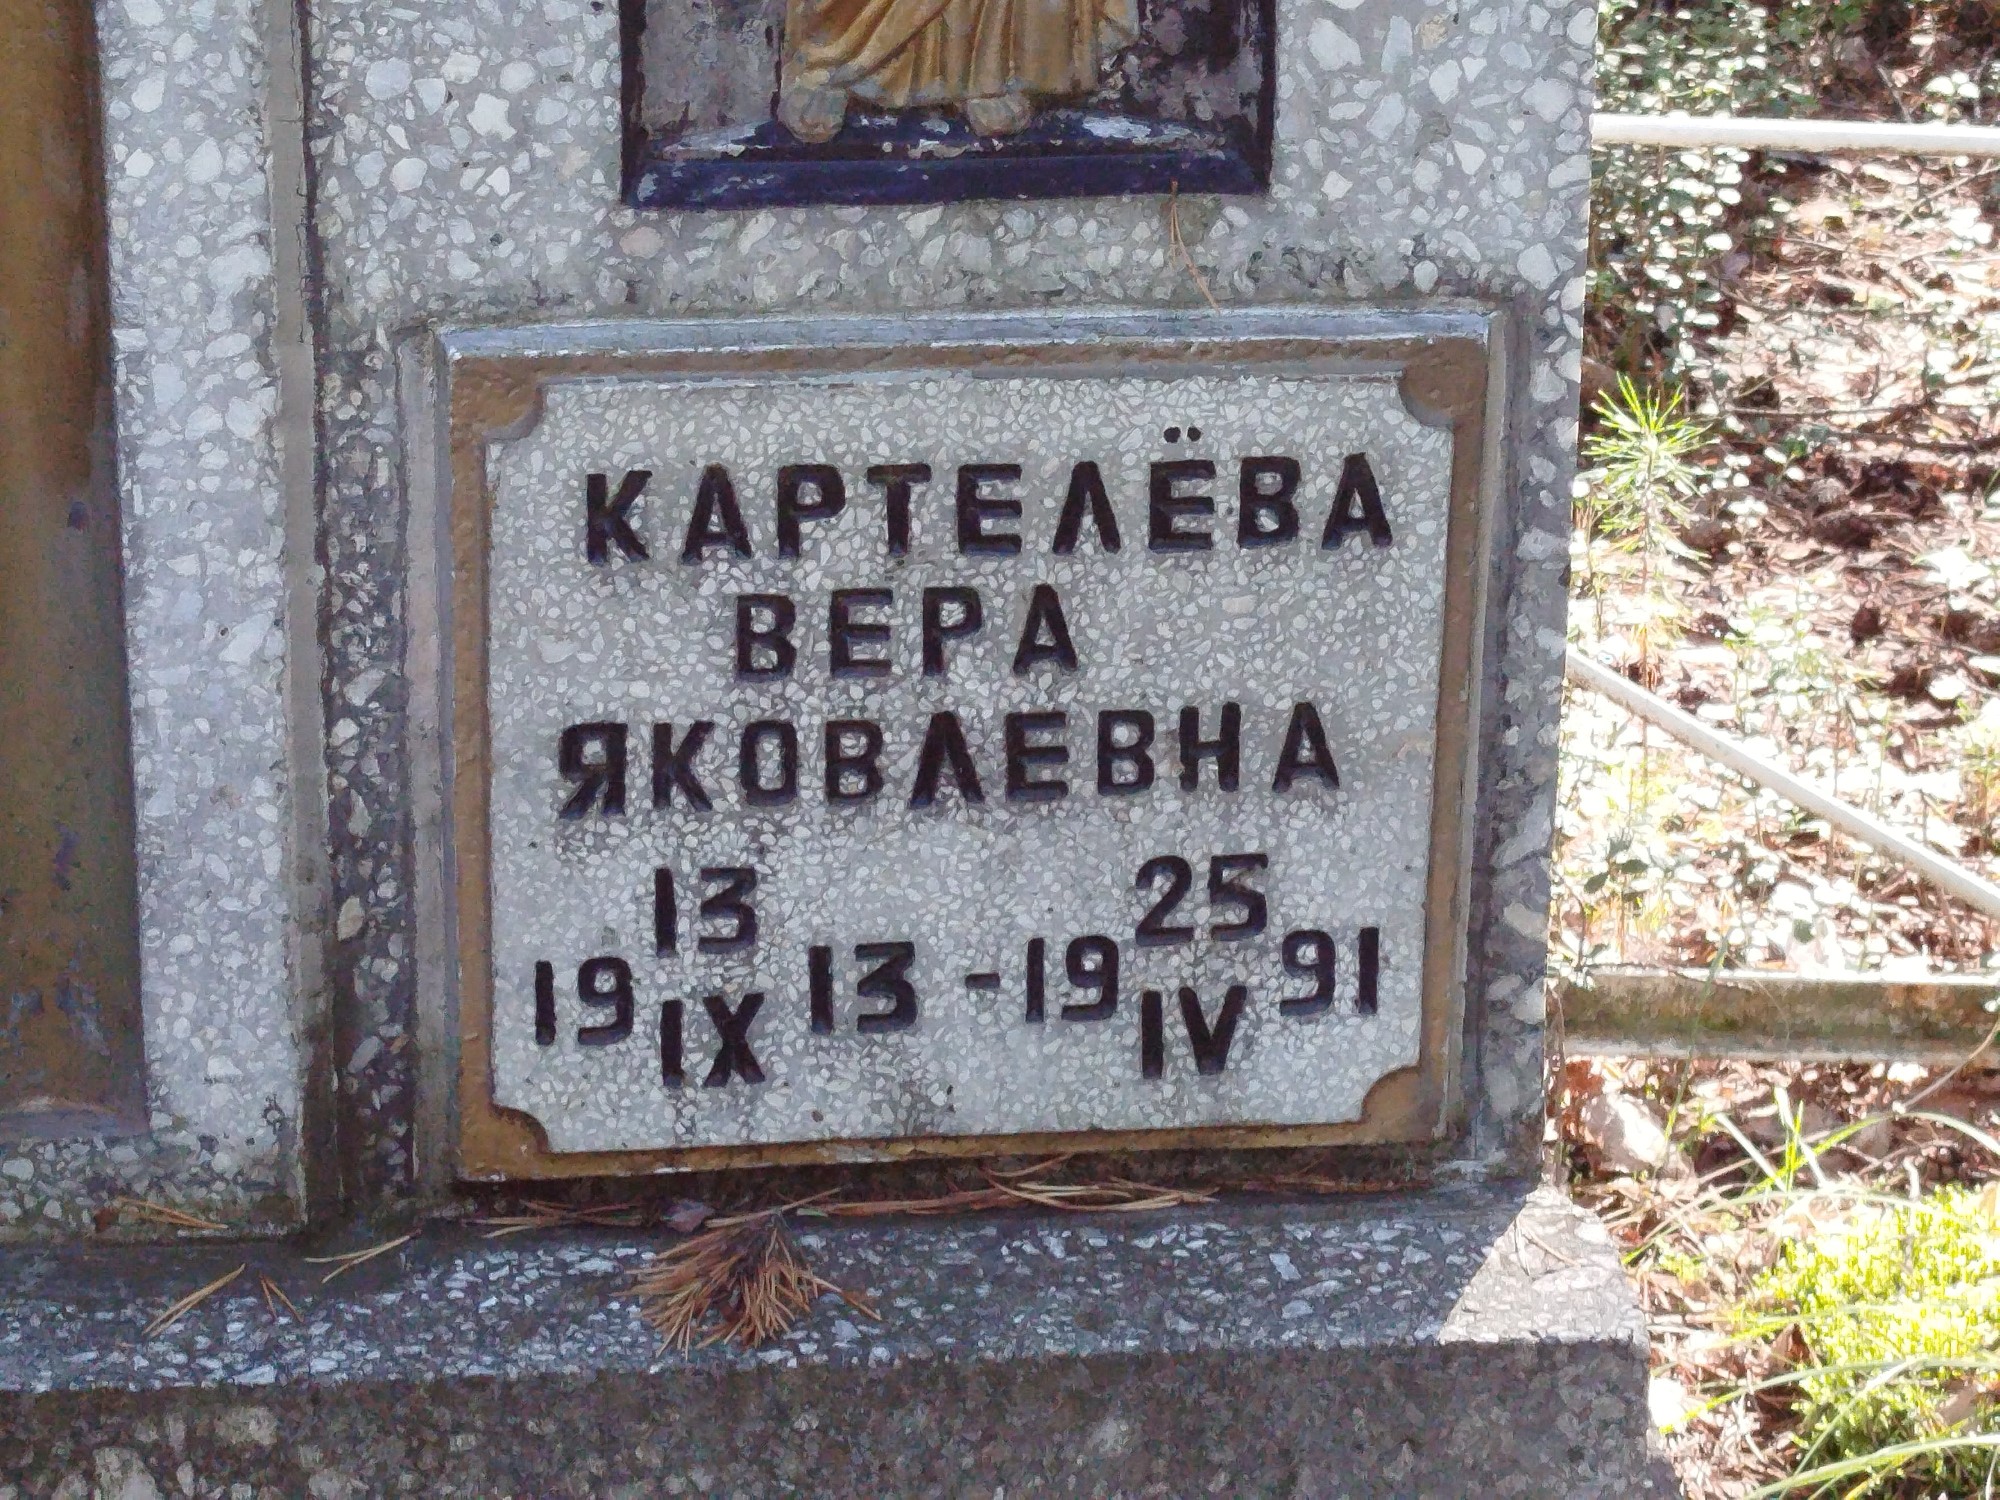 КАРТЕЛЁВА
ВЕРА
ЯКОВЛЕВНА
13 25
19 13 - 19 91
IX IV